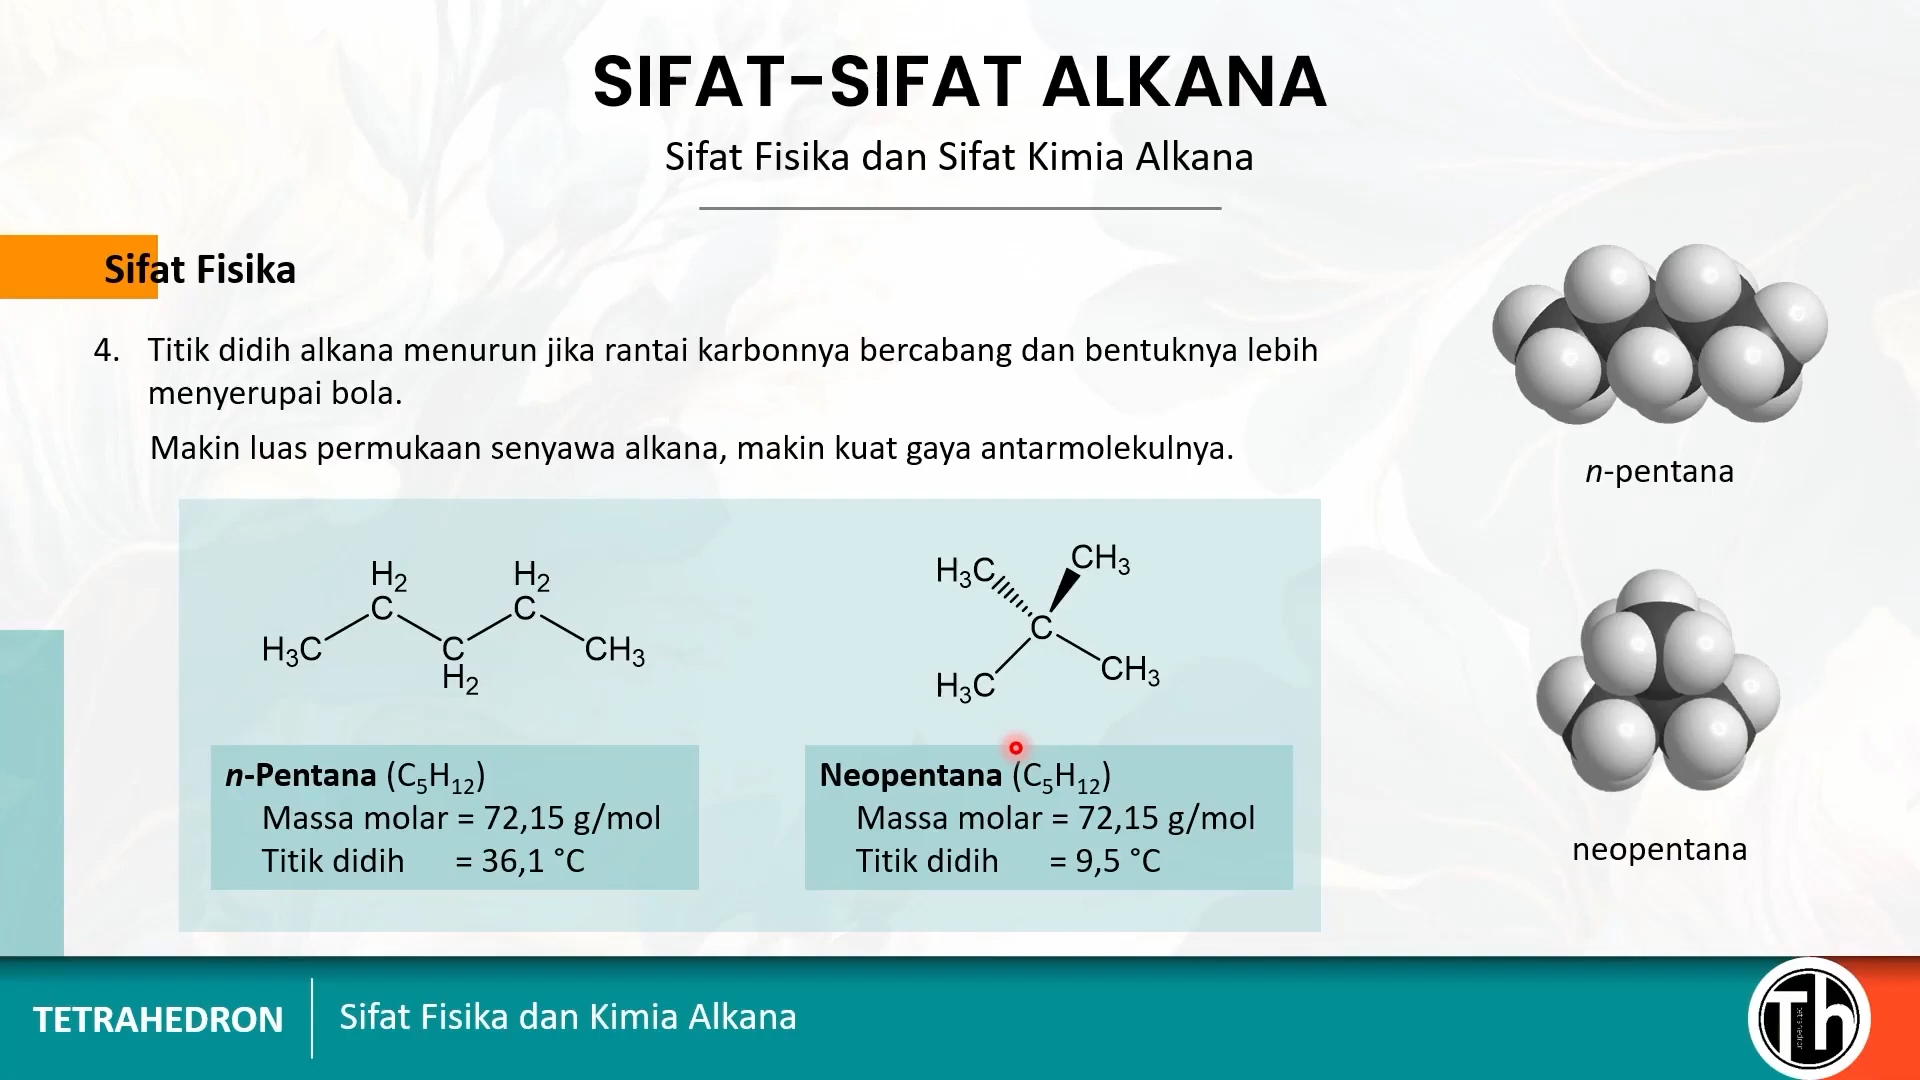 SIFAT-SIFAT ALKANA
Sifat Fisika dan Sifat Kimia Alkana
Sifat Fisika
4. Titik didih alkana menurun jika rantai karbonnya bercabang dan bentuknya lebih
menyerupai bola.
Makin luas permukaan senyawa alkana, makin kuat gaya antarmolekulnya.
n-pentana
H₂ H₂
C C
H₃C C CH₃
H₂
H₃C CH₃
C
H₃C CH₃
n-Pentana (C₅H₁₂)
Massa molar = 72,15 g/mol
Titik didih = 36,1 °C
Neopentana (C₅H₁₂)
Massa molar = 72,15 g/mol
Titik didih = 9,5 °C
neopentana
TETRAHEDRON
Sifat Fisika dan Kimia Alkana
Th